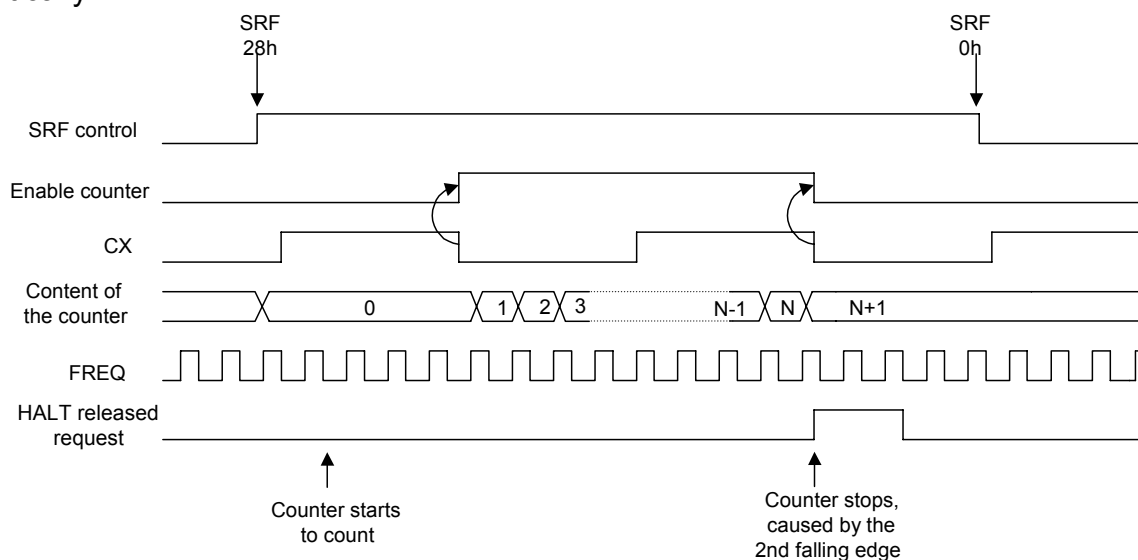 SRF
28h
SRF
0h
SRF control
Enable counter
CX
Content of
the counter
0
1
2
3
N-1
N
N+1
FREQ
HALT released
request
Counter starts
to count
Counter stops,
caused by the
2nd falling edge